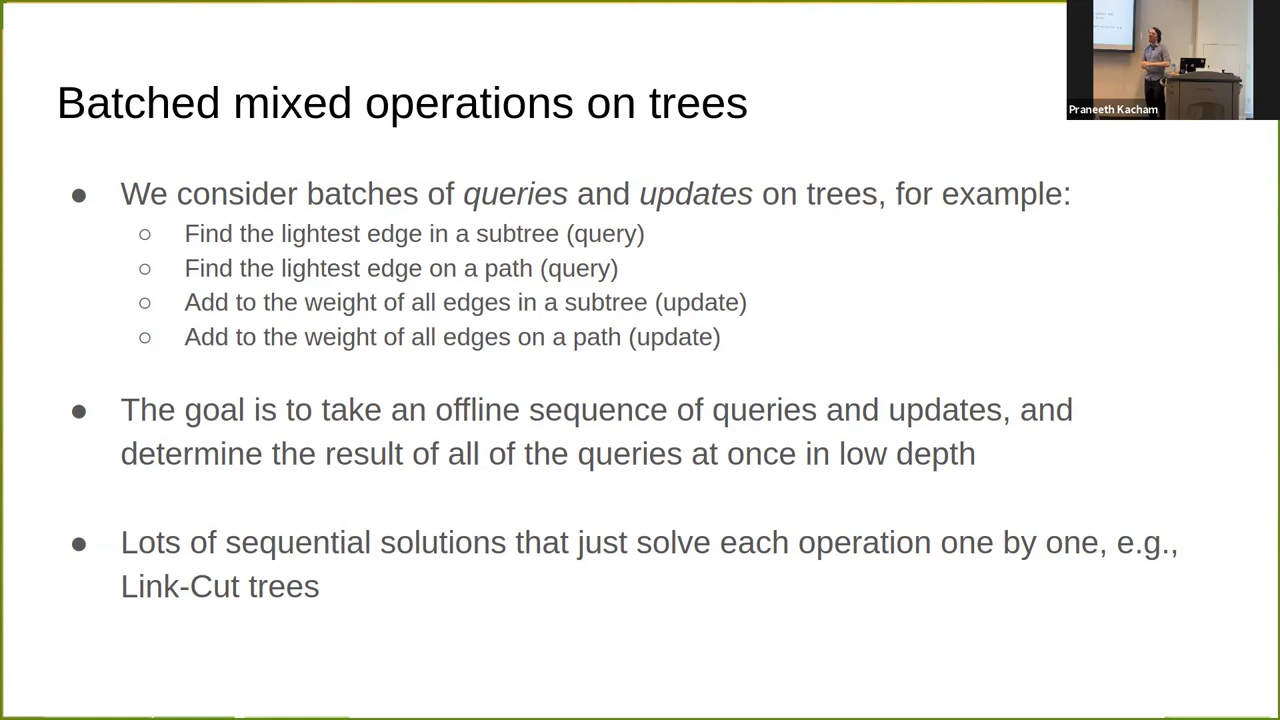 Batched mixed operations on trees
● We consider batches of queries and updates on trees, for example:
○ Find the lightest edge in a subtree (query)
○ Find the lightest edge on a path (query)
○ Add to the weight of all edges in a subtree (update)
○ Add to the weight of all edges on a path (update)
● The goal is to take an offline sequence of queries and updates, and
determine the result of all of the queries at once in low depth
● Lots of sequential solutions that just solve each operation one by one, e.g.,
Link-Cut trees
Praneeth Kacham